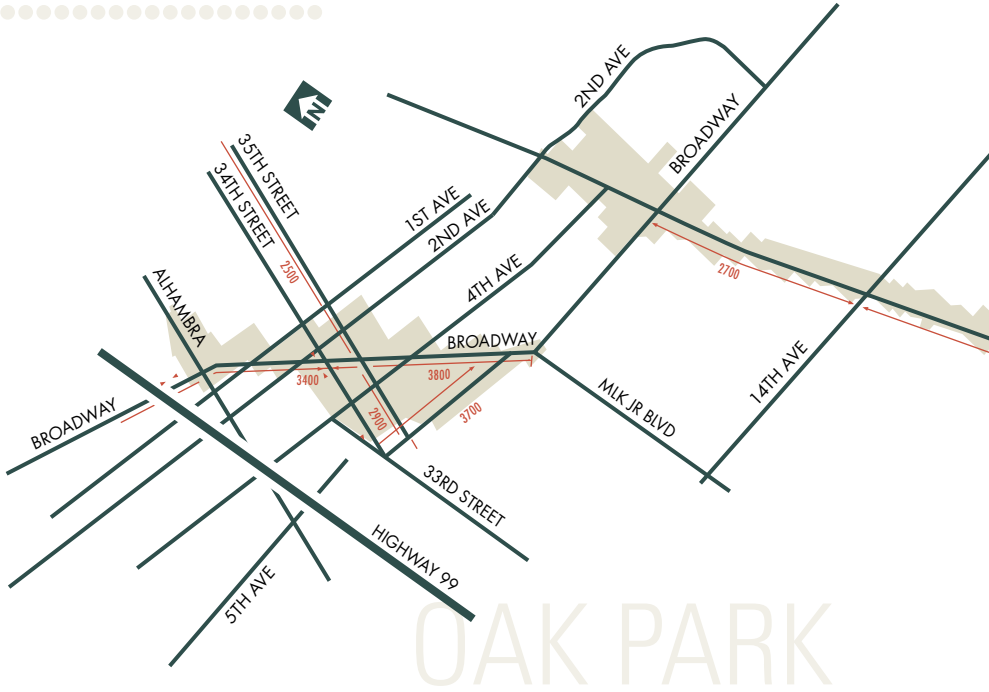 2ND AVE
BROADWAY
N
35TH STREET
34TH STREET
1ST AVE
2ND AVE
2500
4TH AVE
2700
ALHAMBRA
BROADWAY
3400
3800
14TH AVE
BROADWAY
2900
3700
MLK JR BLVD
33RD STREET
HIGHWAY 99
5TH AVE
OAK PARK